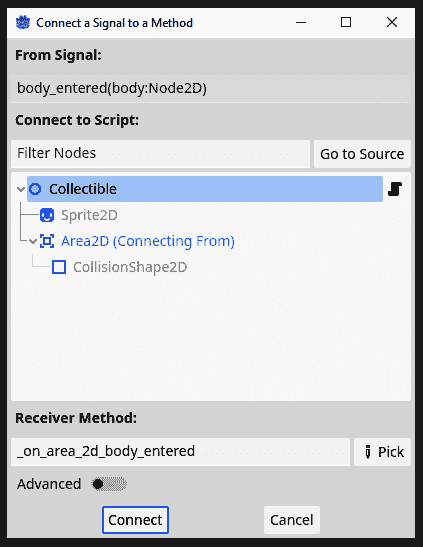 Connect a Signal to a Method
From Signal:
body_entered(body:Node2D)
Connect to Script:
Filter Nodes
Go to Source
Collectible
Sprite2D
Area2D (Connecting From)
CollisionShape2D
Receiver Method:
_on_area_2d_body_entered
Pick
Advanced
Connect
Cancel